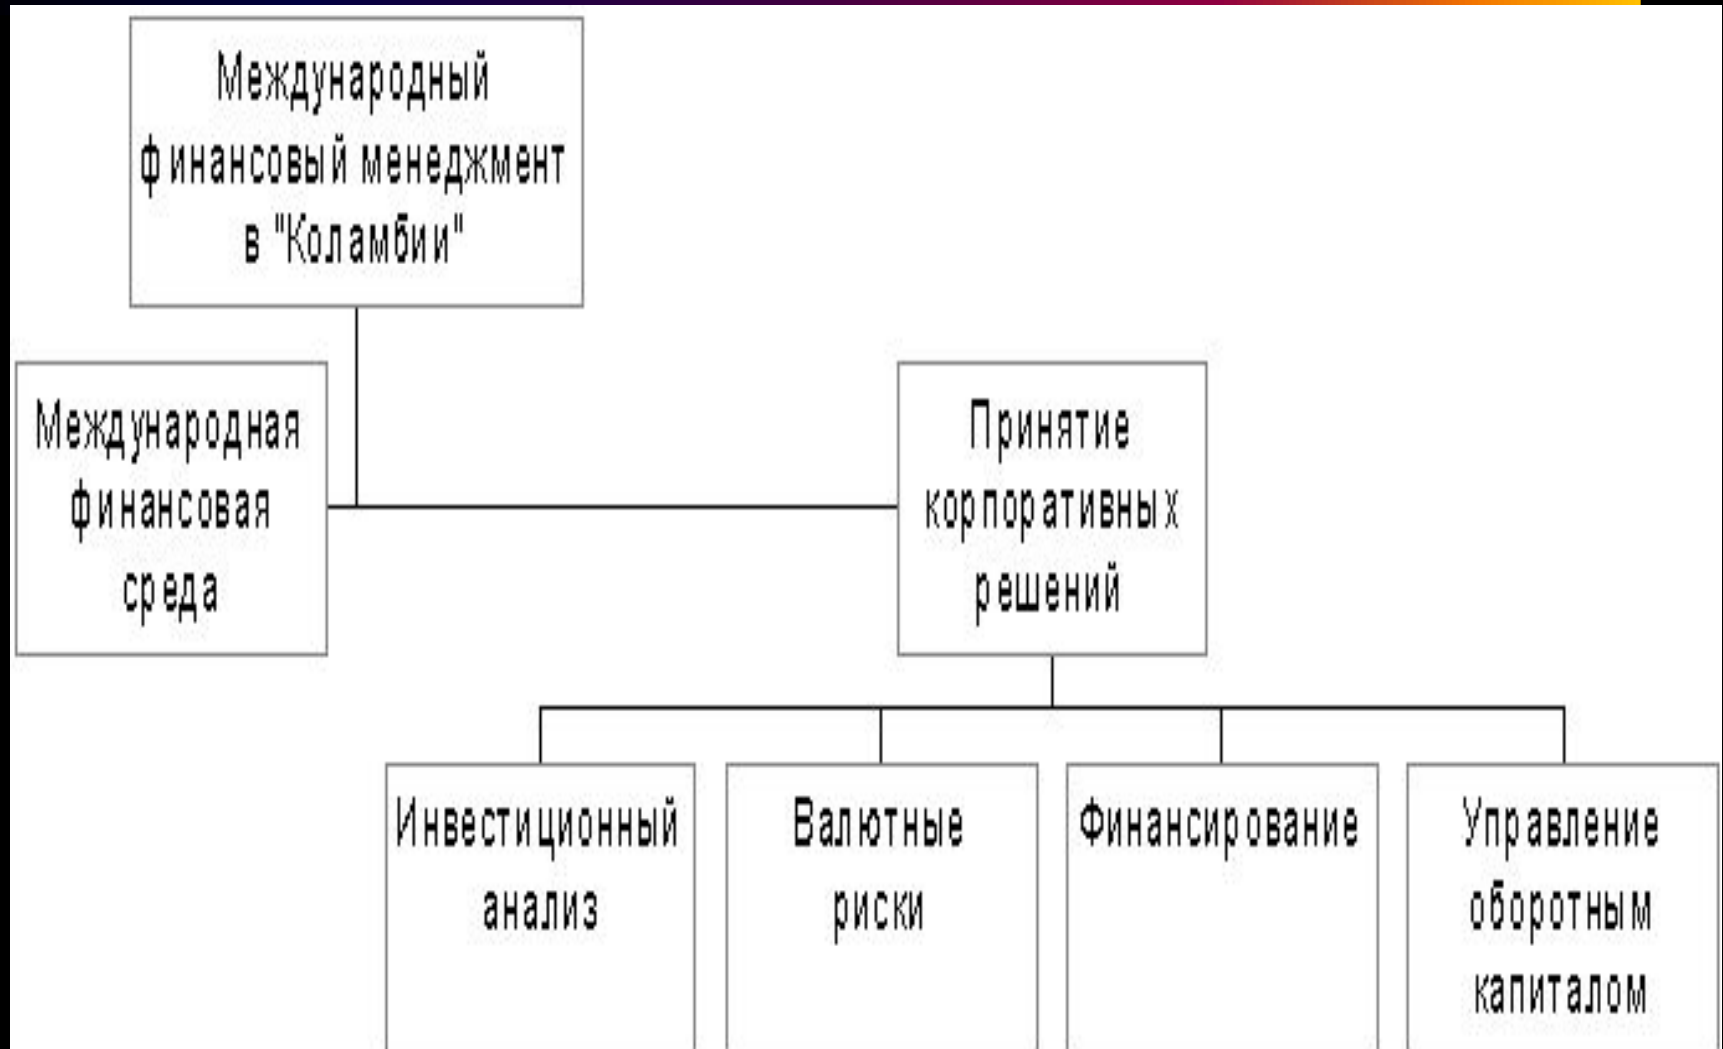 Международный
финансовый менеджмент
в "Коламбии"
Международная
финансовая
среда
Принятие
корпоративных
решений
Инвестиционный
анализ
Валютные
риски
Финансирование
Управление
оборотным
капиталом